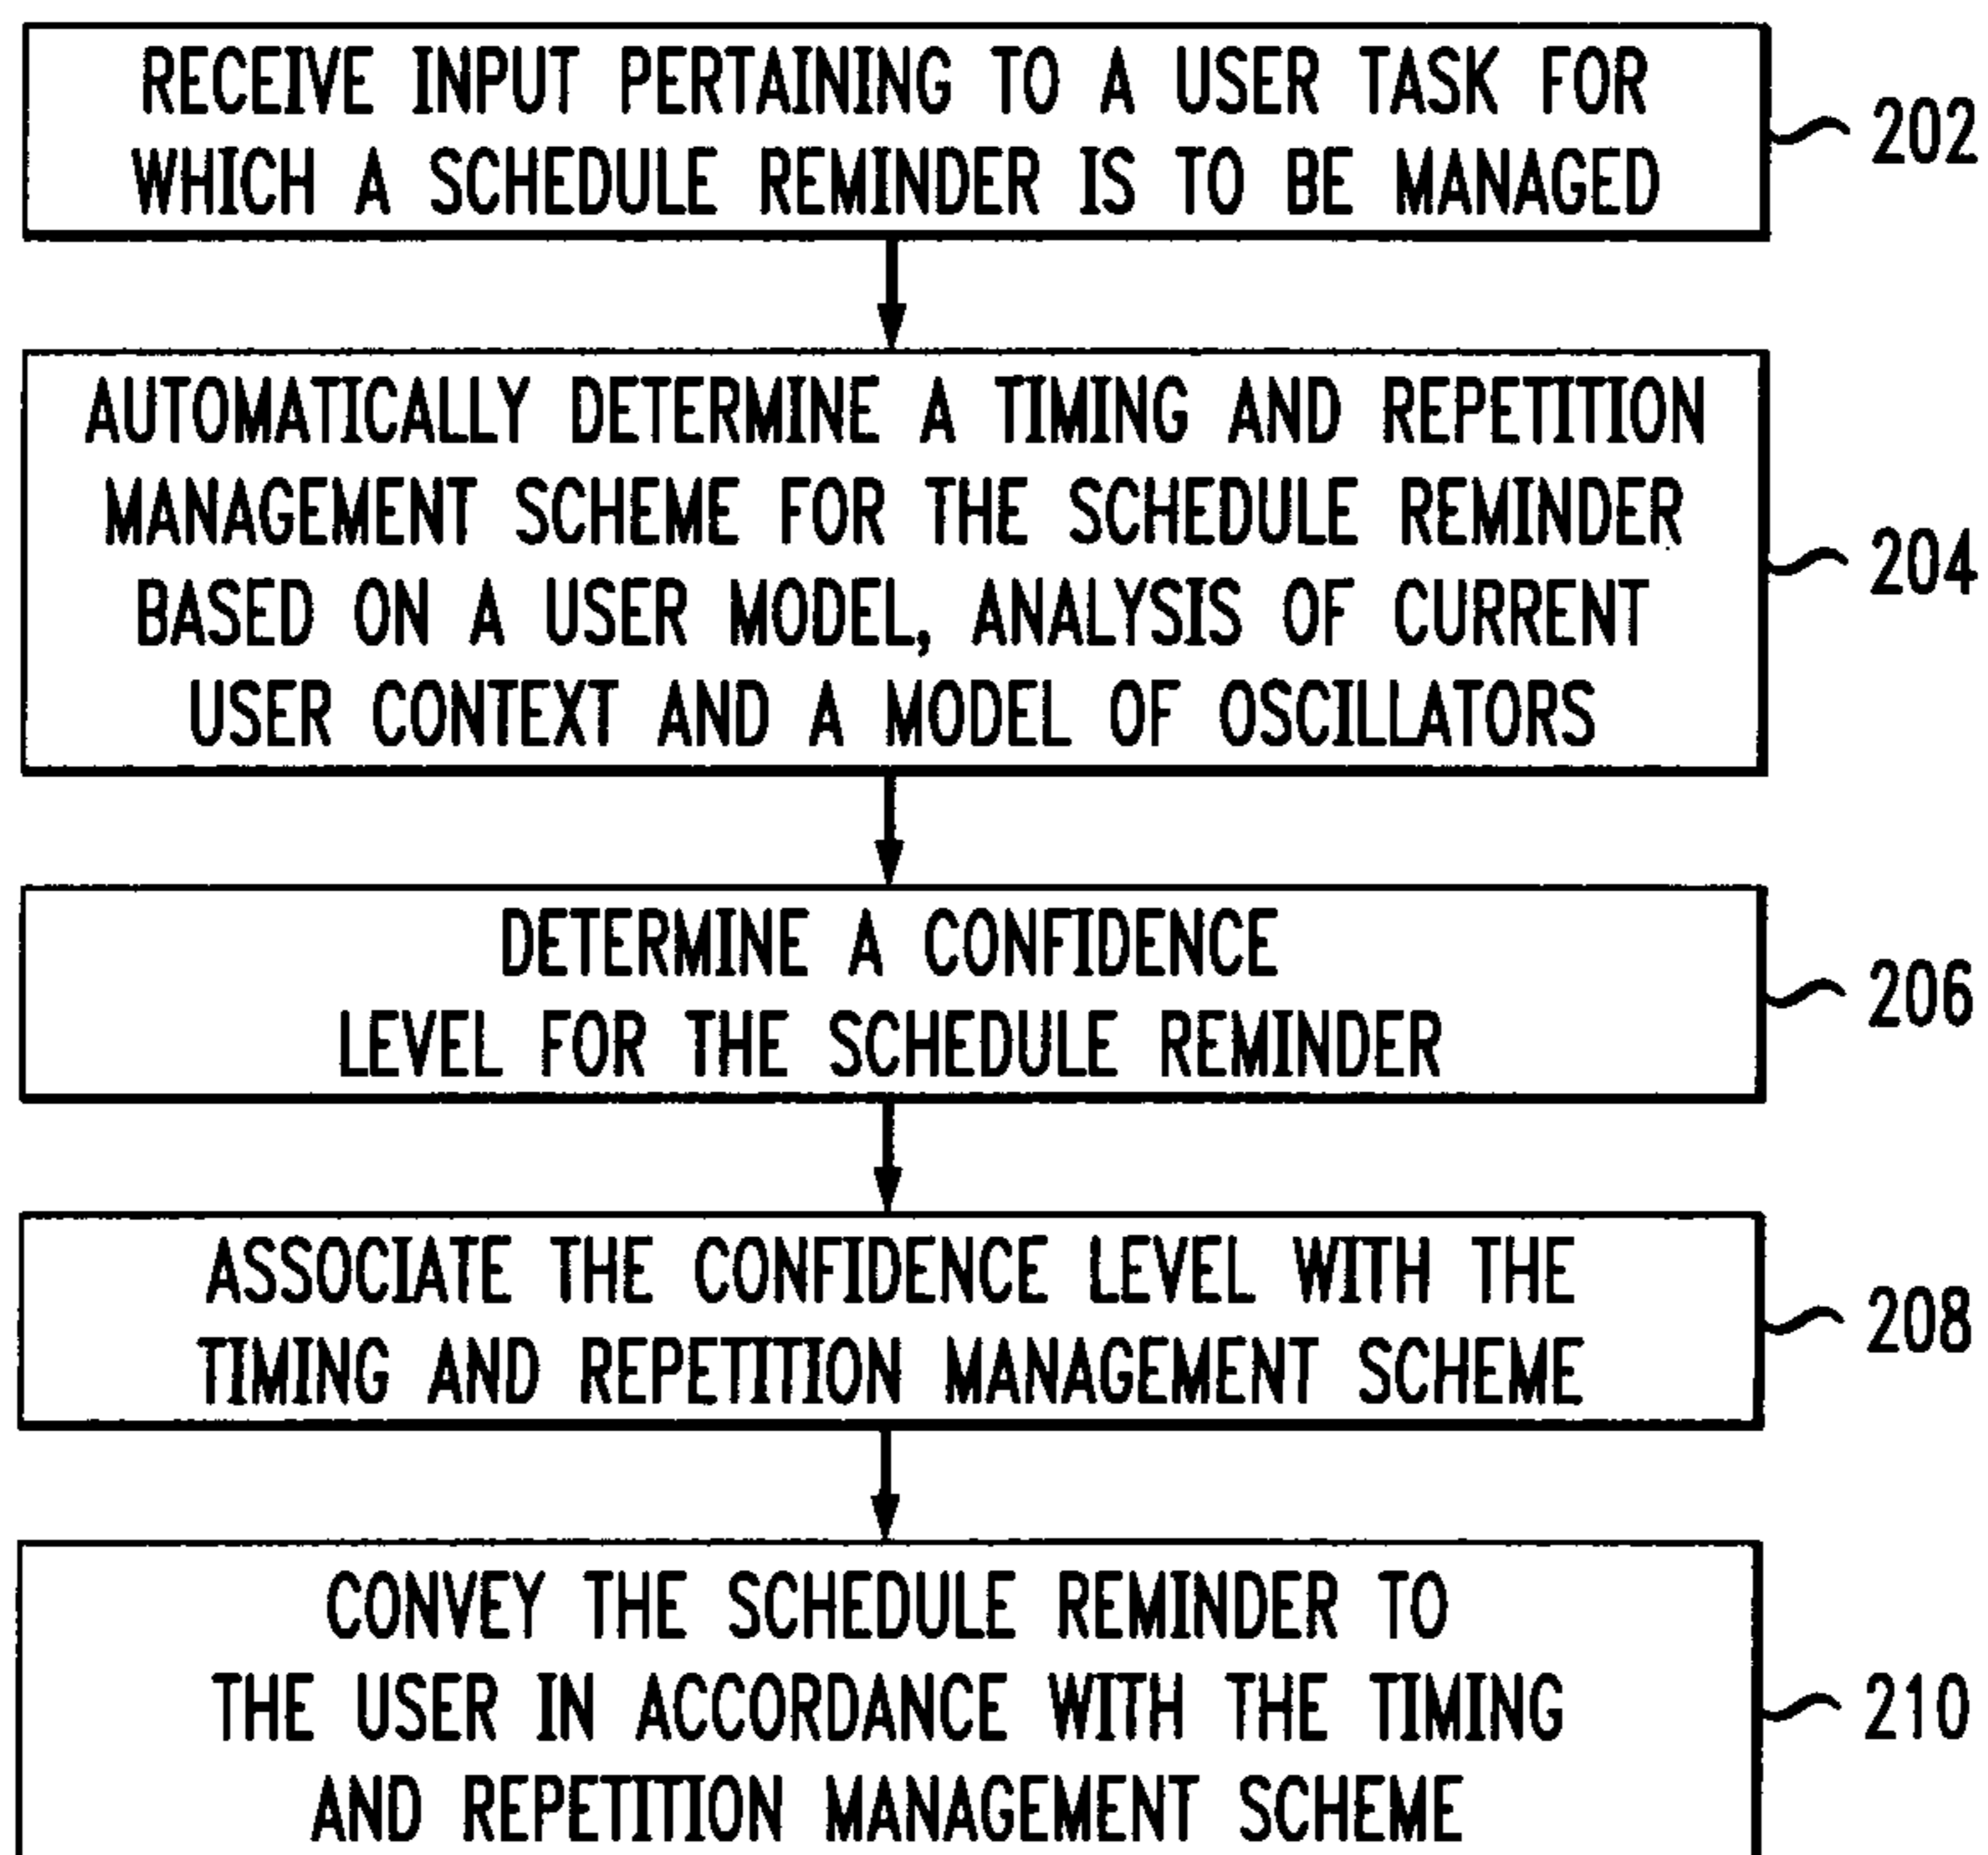 RECEIVE INPUT PERTAINING TO A USER TASK FOR
WHICH A SCHEDULE REMINDER IS TO BE MANAGED
202
AUTOMATICALLY DETERMINE A TIMING AND REPETITION
MANAGEMENT SCHEME FOR THE SCHEDULE REMINDER
BASED ON A USER MODEL, ANALYSIS OF CURRENT
USER CONTEXT AND A MODEL OF OSCILLATORS
204
DETERMINE A CONFIDENCE
LEVEL FOR THE SCHEDULE REMINDER
206
ASSOCIATE THE CONFIDENCE LEVEL WITH THE
TIMING AND REPETITION MANAGEMENT SCHEME
208
CONVEY THE SCHEDULE REMINDER TO
THE USER IN ACCORDANCE WITH THE TIMING
AND REPETITION MANAGEMENT SCHEME
210